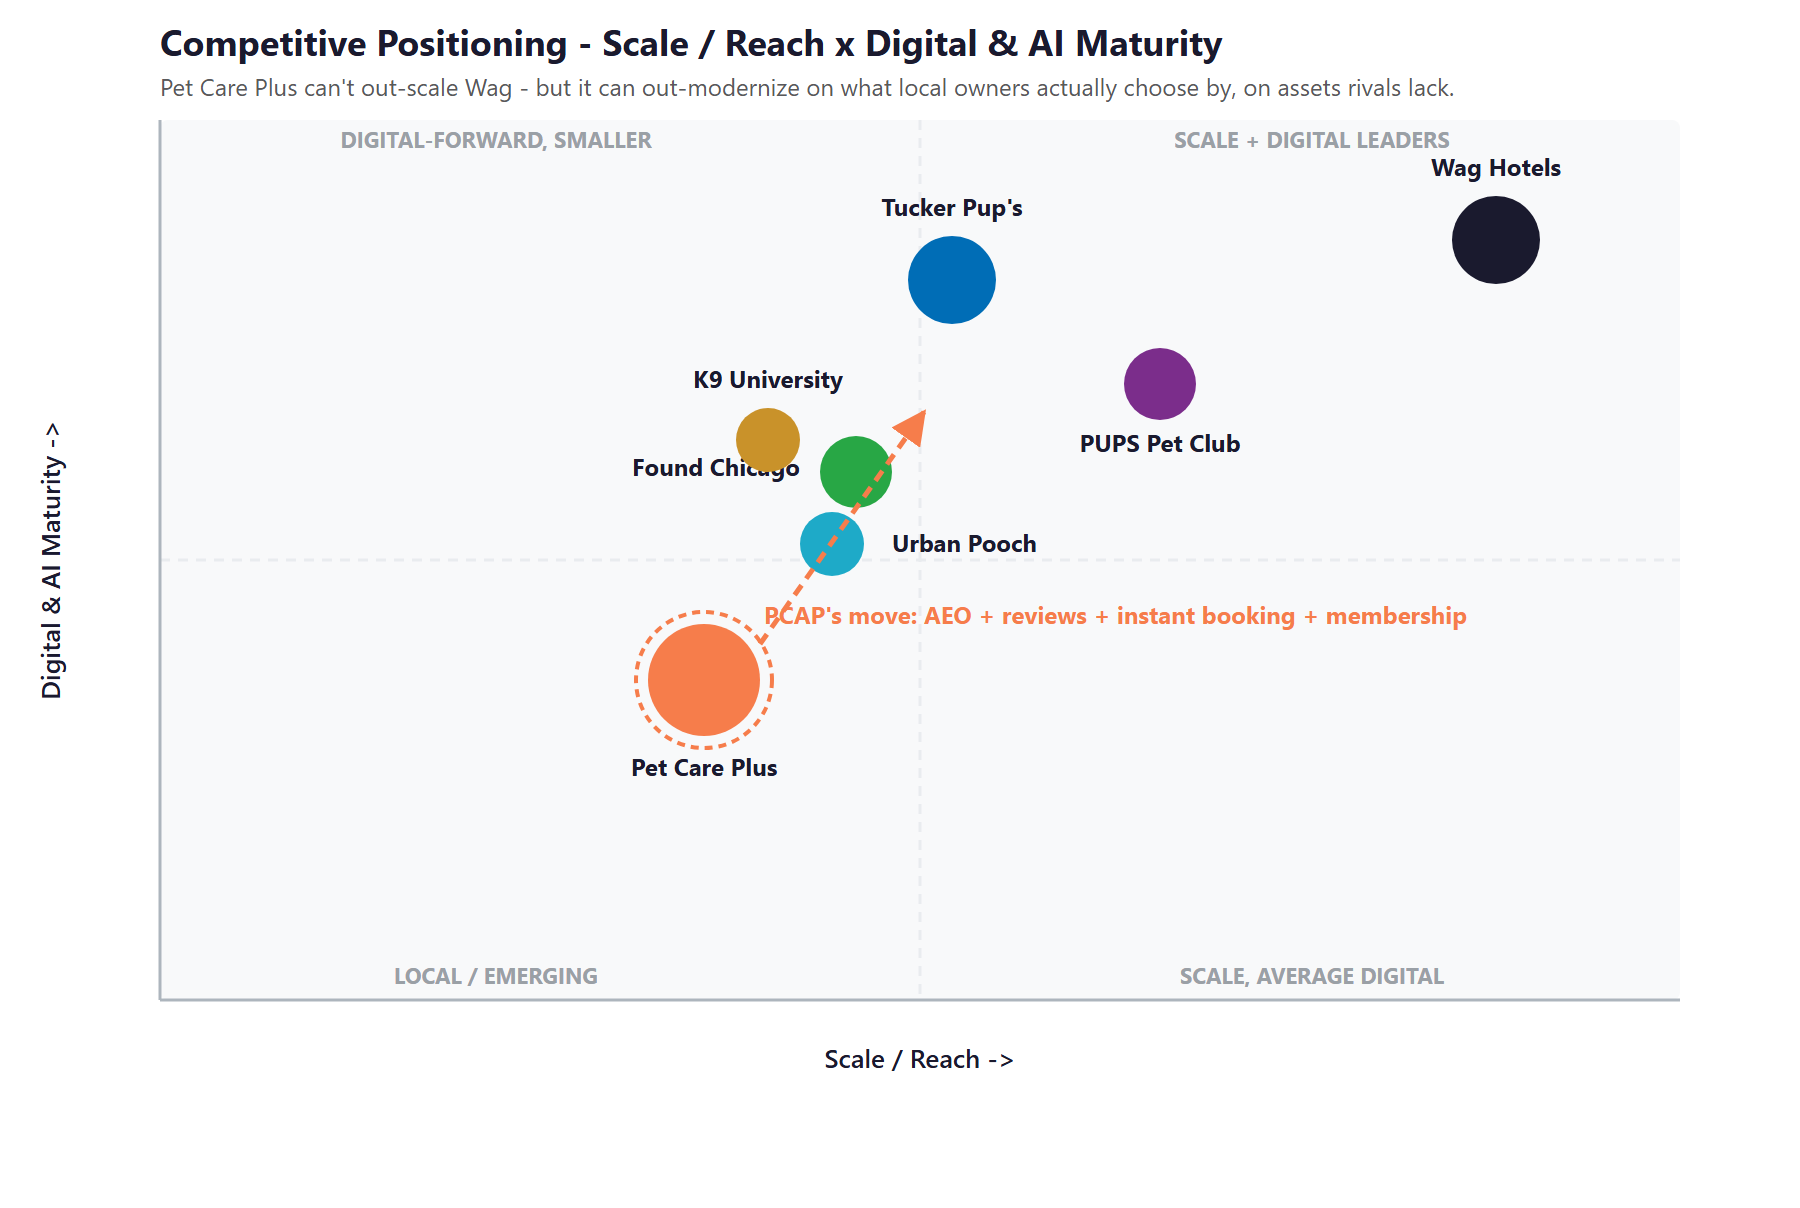 Competitive Positioning - Scale / Reach x Digital & AI Maturity
Pet Care Plus can't out-scale Wag - but it can out-modernize on what local owners actually choose by, on assets rivals lack.
DIGITAL-FORWARD, SMALLER
SCALE + DIGITAL LEADERS
Wag Hotels
Tucker Pup's
K9 University
PUPS Pet Club
Found Chicago
Urban Pooch
PCAP's move: AEO + reviews + instant booking + membership
Pet Care Plus
Digital & AI Maturity ->
LOCAL / EMERGING
SCALE, AVERAGE DIGITAL
Scale / Reach ->